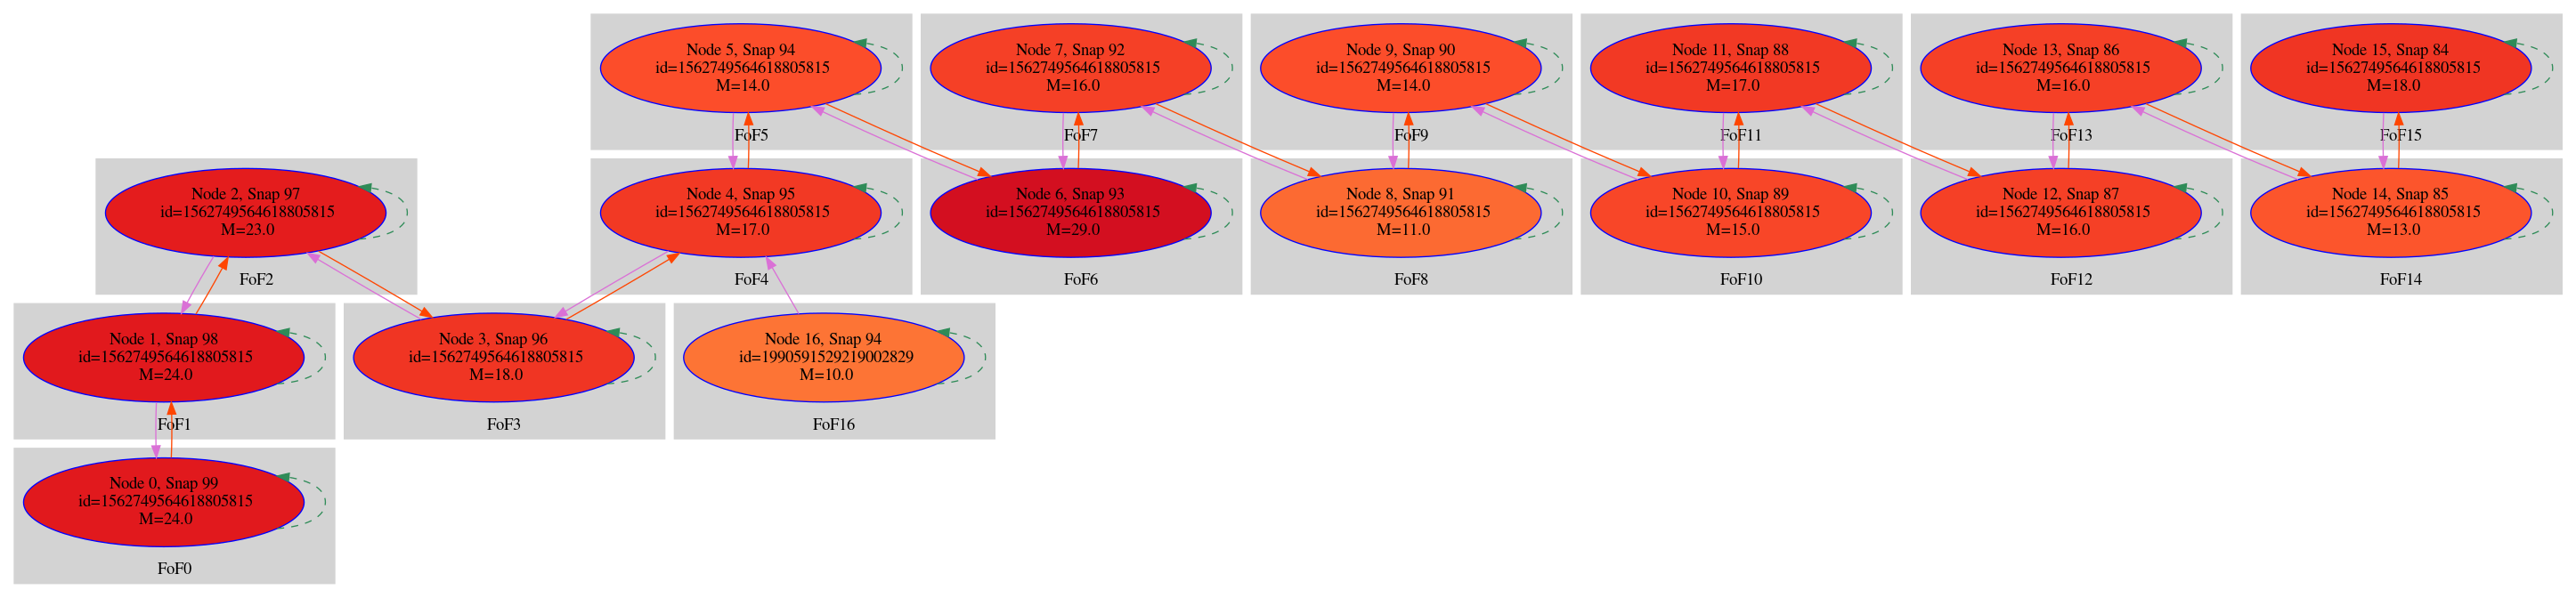 Node 5, Snap 94
id=1562749564618805815
M=14.0
FoF5
Node 7, Snap 92
id=1562749564618805815
M=16.0
FoF7
Node 9, Snap 90
id=1562749564618805815
M=14.0
FoF9
Node 11, Snap 88
id=1562749564618805815
M=17.0
FoF11
Node 13, Snap 86
id=1562749564618805815
M=16.0
FoF13
Node 15, Snap 84
id=1562749564618805815
M=18.0
FoF15
Node 2, Snap 97
id=1562749564618805815
M=23.0
FoF2
Node 4, Snap 95
id=1562749564618805815
M=17.0
FoF4
Node 6, Snap 93
id=1562749564618805815
M=29.0
FoF6
Node 8, Snap 91
id=1562749564618805815
M=11.0
FoF8
Node 10, Snap 89
id=1562749564618805815
M=15.0
FoF10
Node 12, Snap 87
id=1562749564618805815
M=16.0
FoF12
Node 14, Snap 85
id=1562749564618805815
M=13.0
FoF14
Node 1, Snap 98
id=1562749564618805815
M=24.0
FoF1
Node 3, Snap 96
id=1562749564618805815
M=18.0
FoF3
Node 16, Snap 94
id=1990591529219002829
M=10.0
FoF16
Node 0, Snap 99
id=1562749564618805815
M=24.0
FoF0